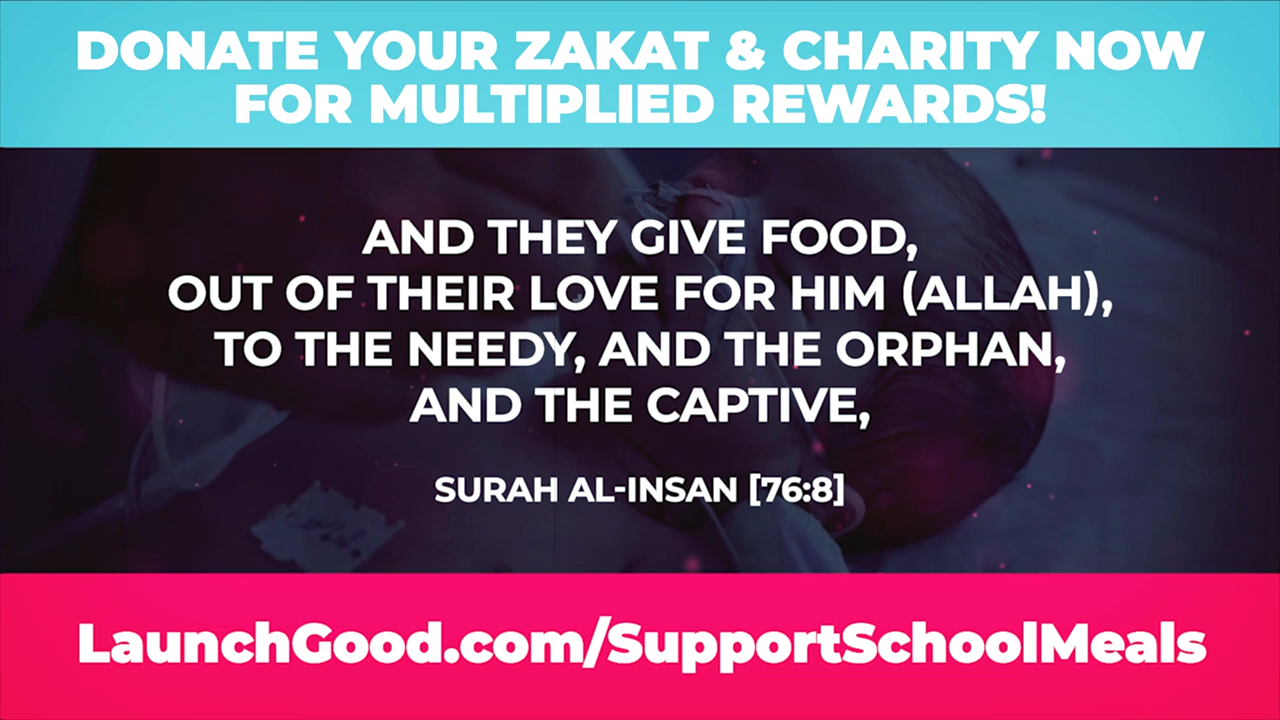 DONATE YOUR ZAKAT & CHARITY NOW
FOR MULTIPLIED REWARDS!
AND THEY GIVE FOOD,
OUT OF THEIR LOVE FOR HIM (ALLAH),
TO THE NEEDY, AND THE ORPHAN,
AND THE CAPTIVE,
SURAH AL-INSAN [76:8]
LaunchGood.com/SupportSchoolMeals